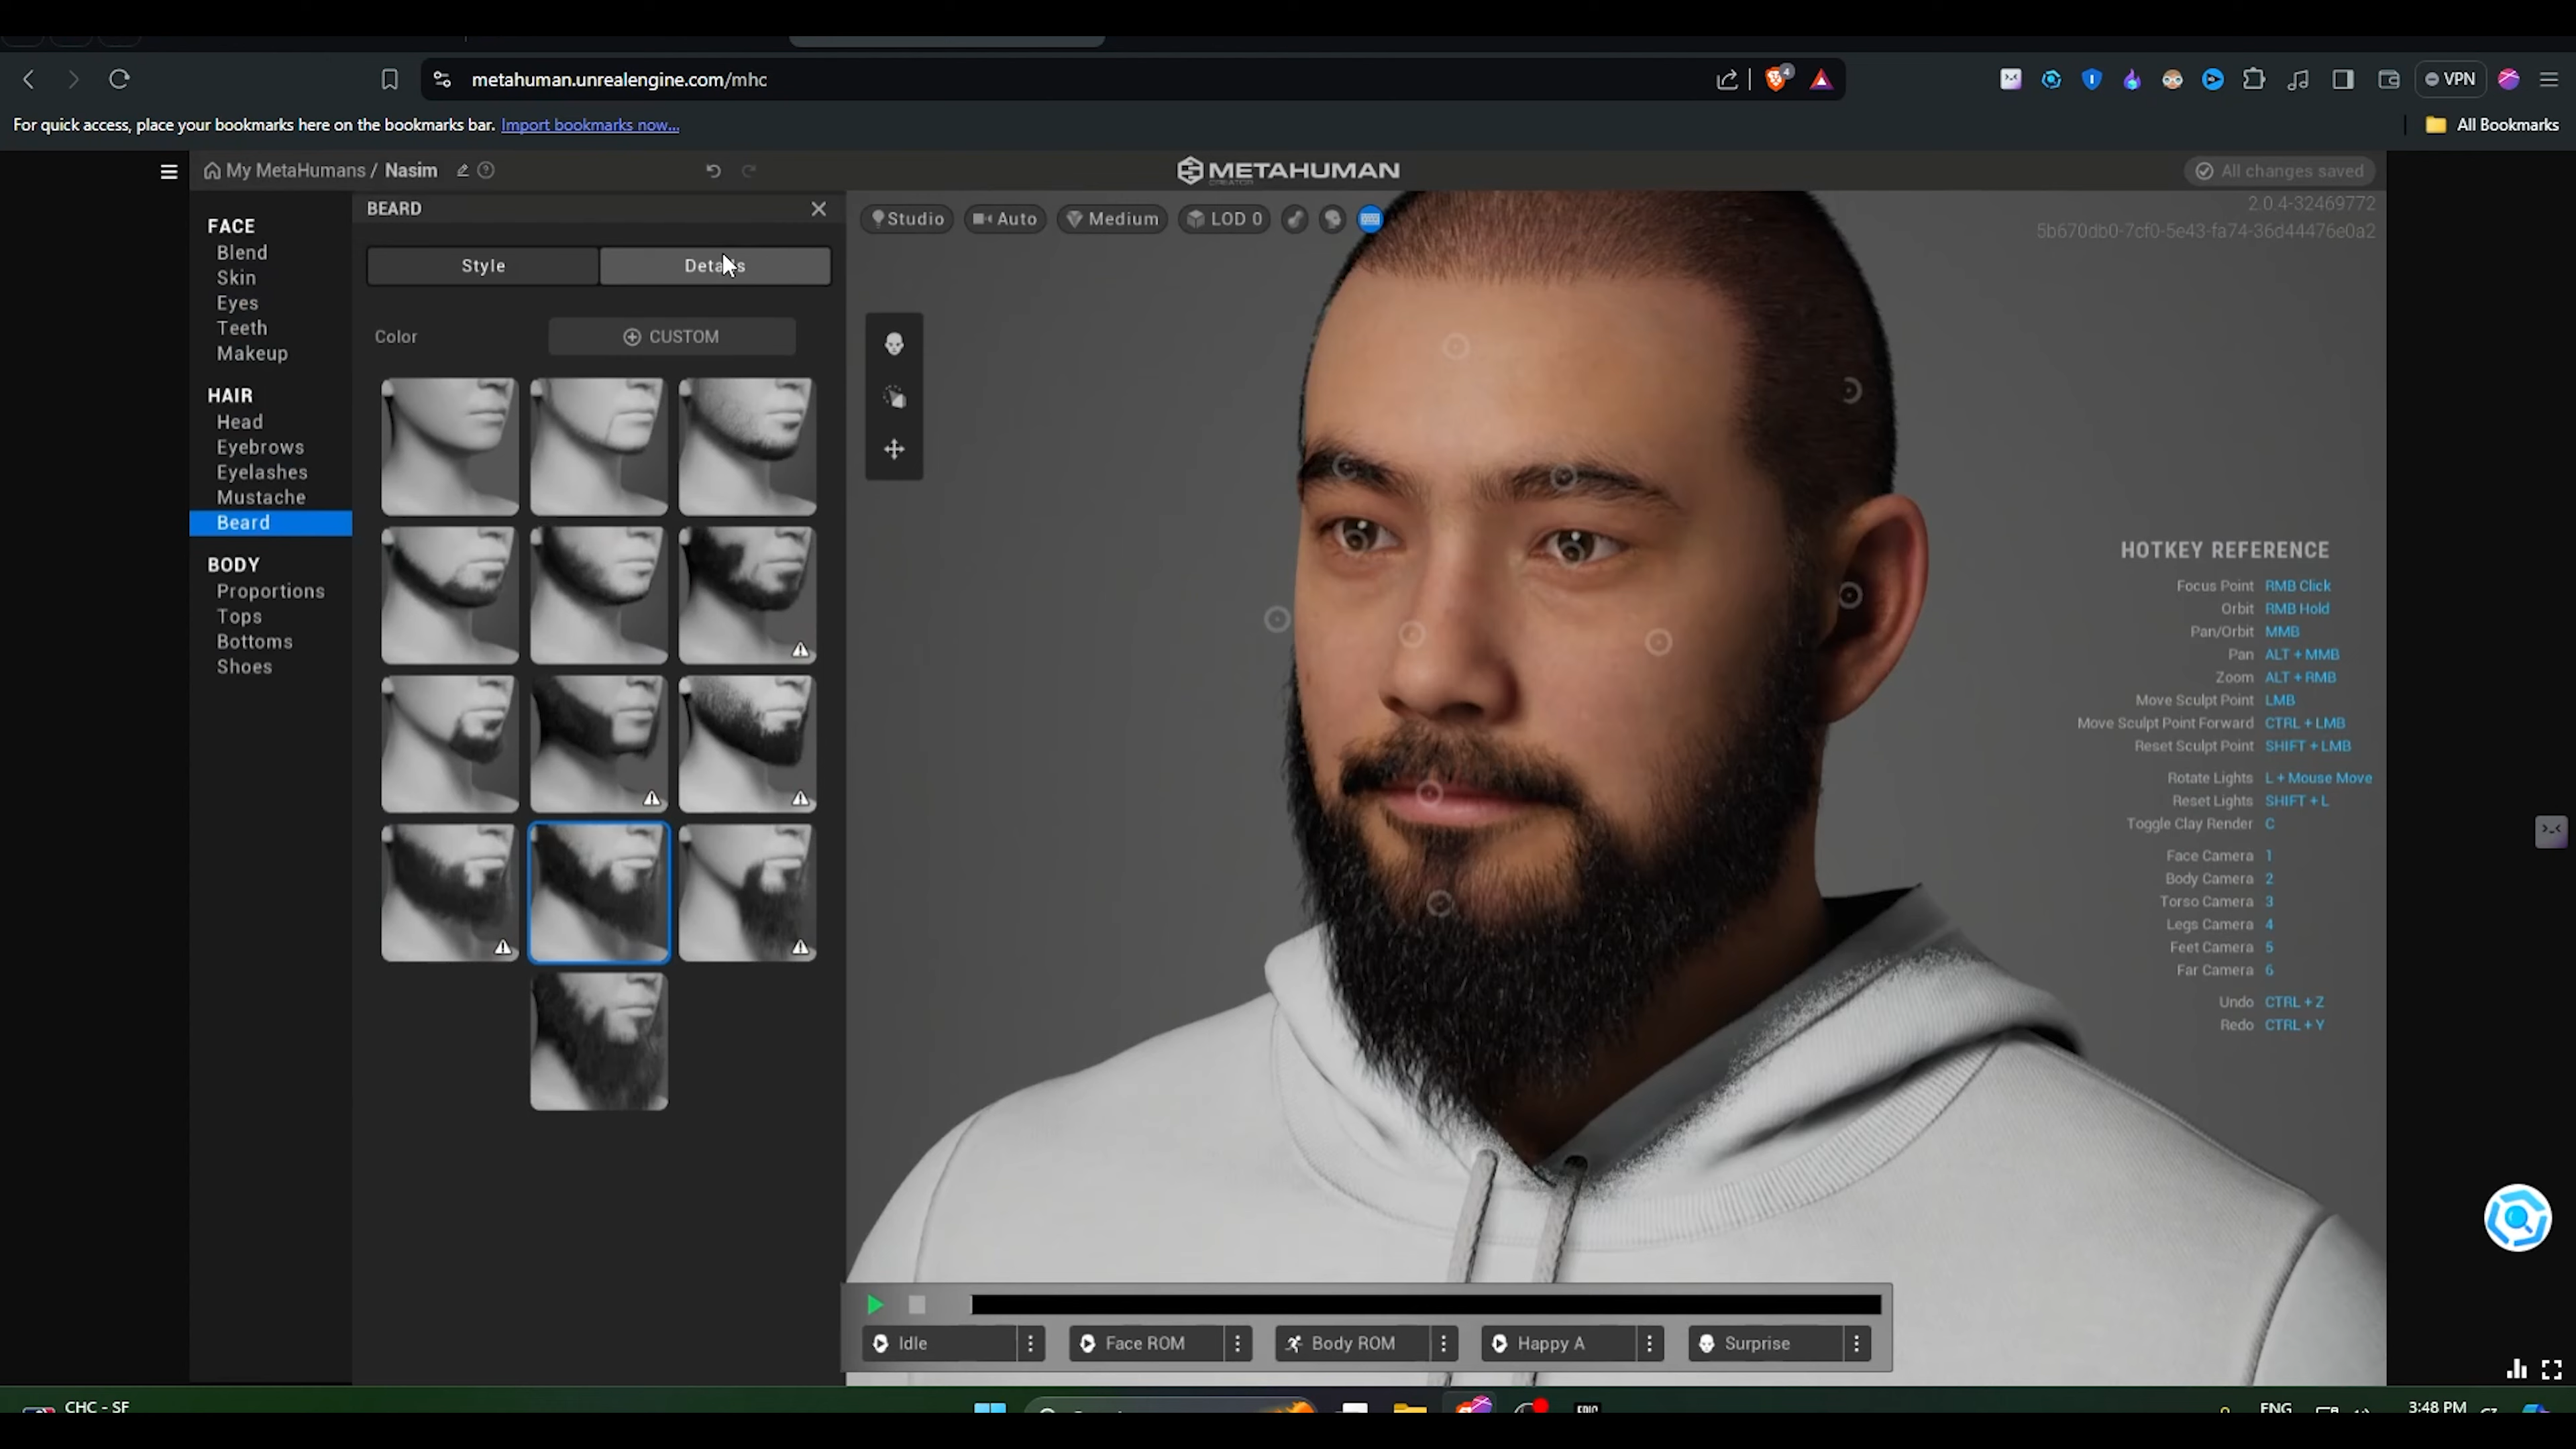 metahuman.unrealengine.com/mhc
4
VPN
For quick access, place your bookmarks here on the bookmarks bar. Import bookmarks now...
All Bookmarks
My MetaHumans / Nasim
METAHUMAN
CREATOR
All changes saved
2.0.4-32469772
5b670db0-7cf0-5e43-fa74-36d44476e0a2
FACE
Blend
Skin
Eyes
Teeth
Makeup
HAIR
Head
Eyebrows
Eyelashes
Mustache
Beard
BODY
Proportions
Tops
Bottoms
Shoes
BEARD
Style
Details
Color
CUSTOM
Studio
Auto
Medium
LOD 0
HOTKEY REFERENCE
Focus Point RMB Click
Orbit RMB Hold
Pan/Orbit MMB
Pan ALT + MMB
Zoom ALT + RMB
Move Sculpt Point LMB
Move Sculpt Point Forward CTRL + LMB
Reset Sculpt Point SHIFT + LMB
Rotate Lights L + Mouse Move
Reset Lights SHIFT + L
Toggle Clay Render C
Face Camera 1
Body Camera 2
Torso Camera 3
Legs Camera 4
Feet Camera 5
Far Camera 6
Undo CTRL + Z
Redo CTRL + Y
Idle
Face ROM
Body ROM
Happy A
Surprise
CHC - SF
EPIC
ENG
3:48 PM